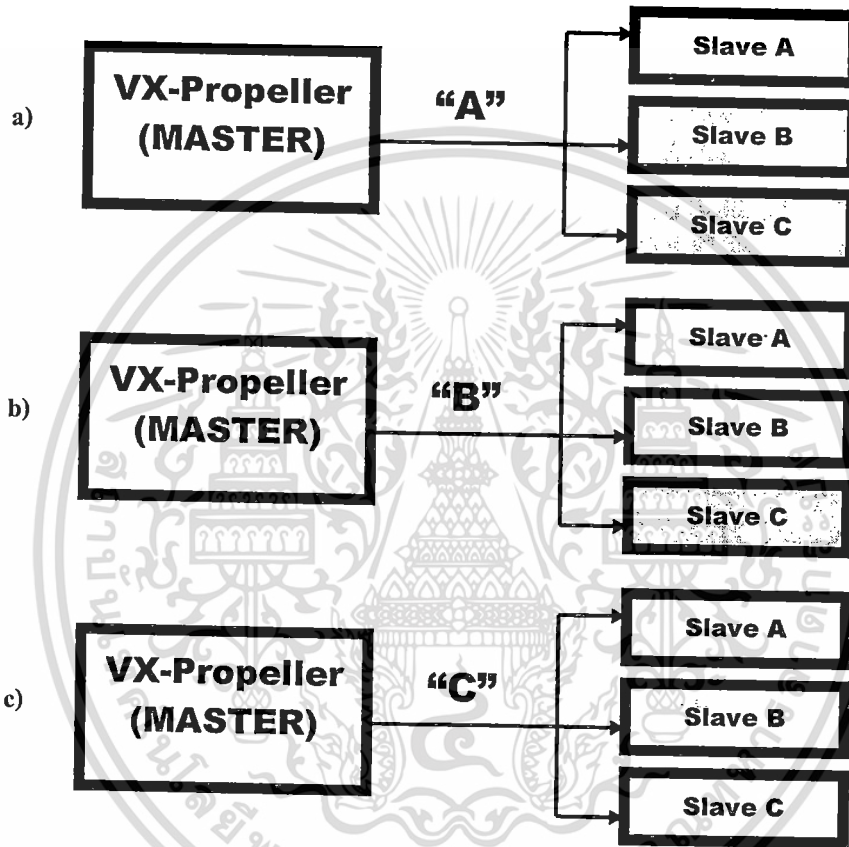 a)
VX-Propeller
(MASTER)
“A”
Slave A
Slave B
Slave C
b)
VX-Propeller
(MASTER)
“B”
Slave A
Slave B
Slave C
c)
VX-Propeller
(MASTER)
“C”
Slave A
Slave B
Slave C